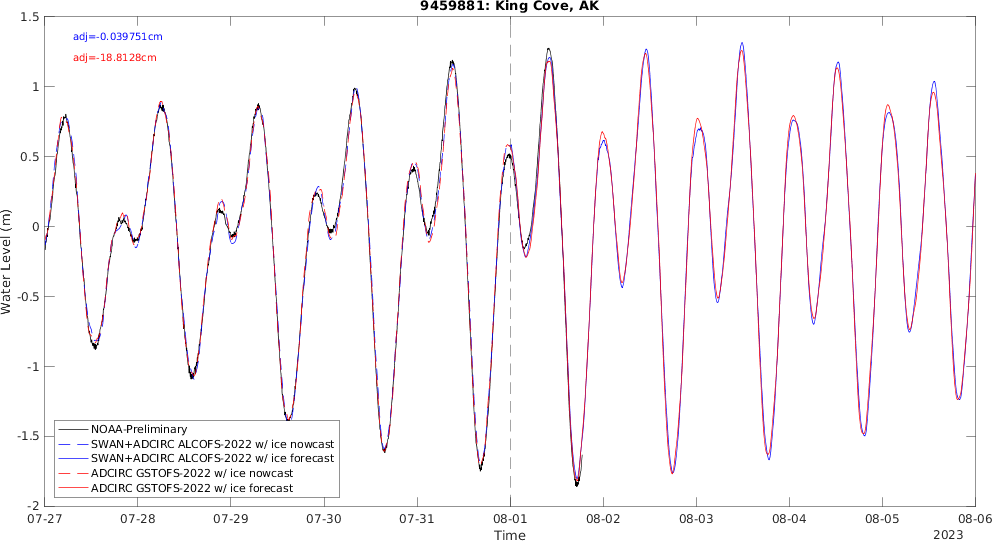 9459881: King Cove, AK
adj=-0.039751cm
adj=-18.8128cm
1.5
1
0.5
0
-0.5
-1
-1.5
-2
Water Level (m)
NOAA-Preliminary
SWAN+ADCIRC ALCOFS-2022 w/ ice nowcast
SWAN+ADCIRC ALCOFS-2022 w/ ice forecast
ADCIRC GSTOFS-2022 w/ ice nowcast
ADCIRC GSTOFS-2022 w/ ice forecast
07-27 07-28 07-29 07-30 07-31 08-01 08-02 08-03 08-04 08-05 08-06
Time
2023